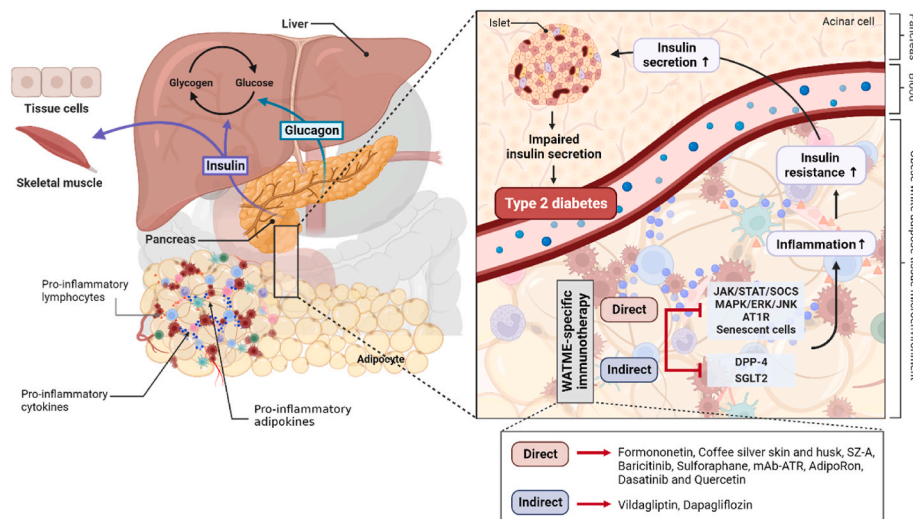 Liver
Glycogen
Glucose
Tissue cells
Glucagon
Insulin
Skeletal muscle
Pancreas
Pro-inflammatory
lymphocytes
Adipocyte
Pro-inflammatory
cytokines
Pro-inflammatory
adipokines
Islet
Acinar cell
Insulin
secretion ↑
Impaired
insulin secretion
Type 2 diabetes
Insulin
resistance ↑
Inflammation ↑
WATME-specific
immunotherapy
Direct
JAK/STAT/SOCS
MAPK/ERK/JNK
AT1R
Senescent cells
Indirect
DPP-4
SGLT2
Pancreas
Blood
Direct
Formononetin, Coffee silver skin and husk, SZ-A,
Baricitinib, Sulforaphane, mAb-ATR, AdipoRon,
Dasatinib and Quercetin
Indirect
Vildagliptin, Dapagliflozin